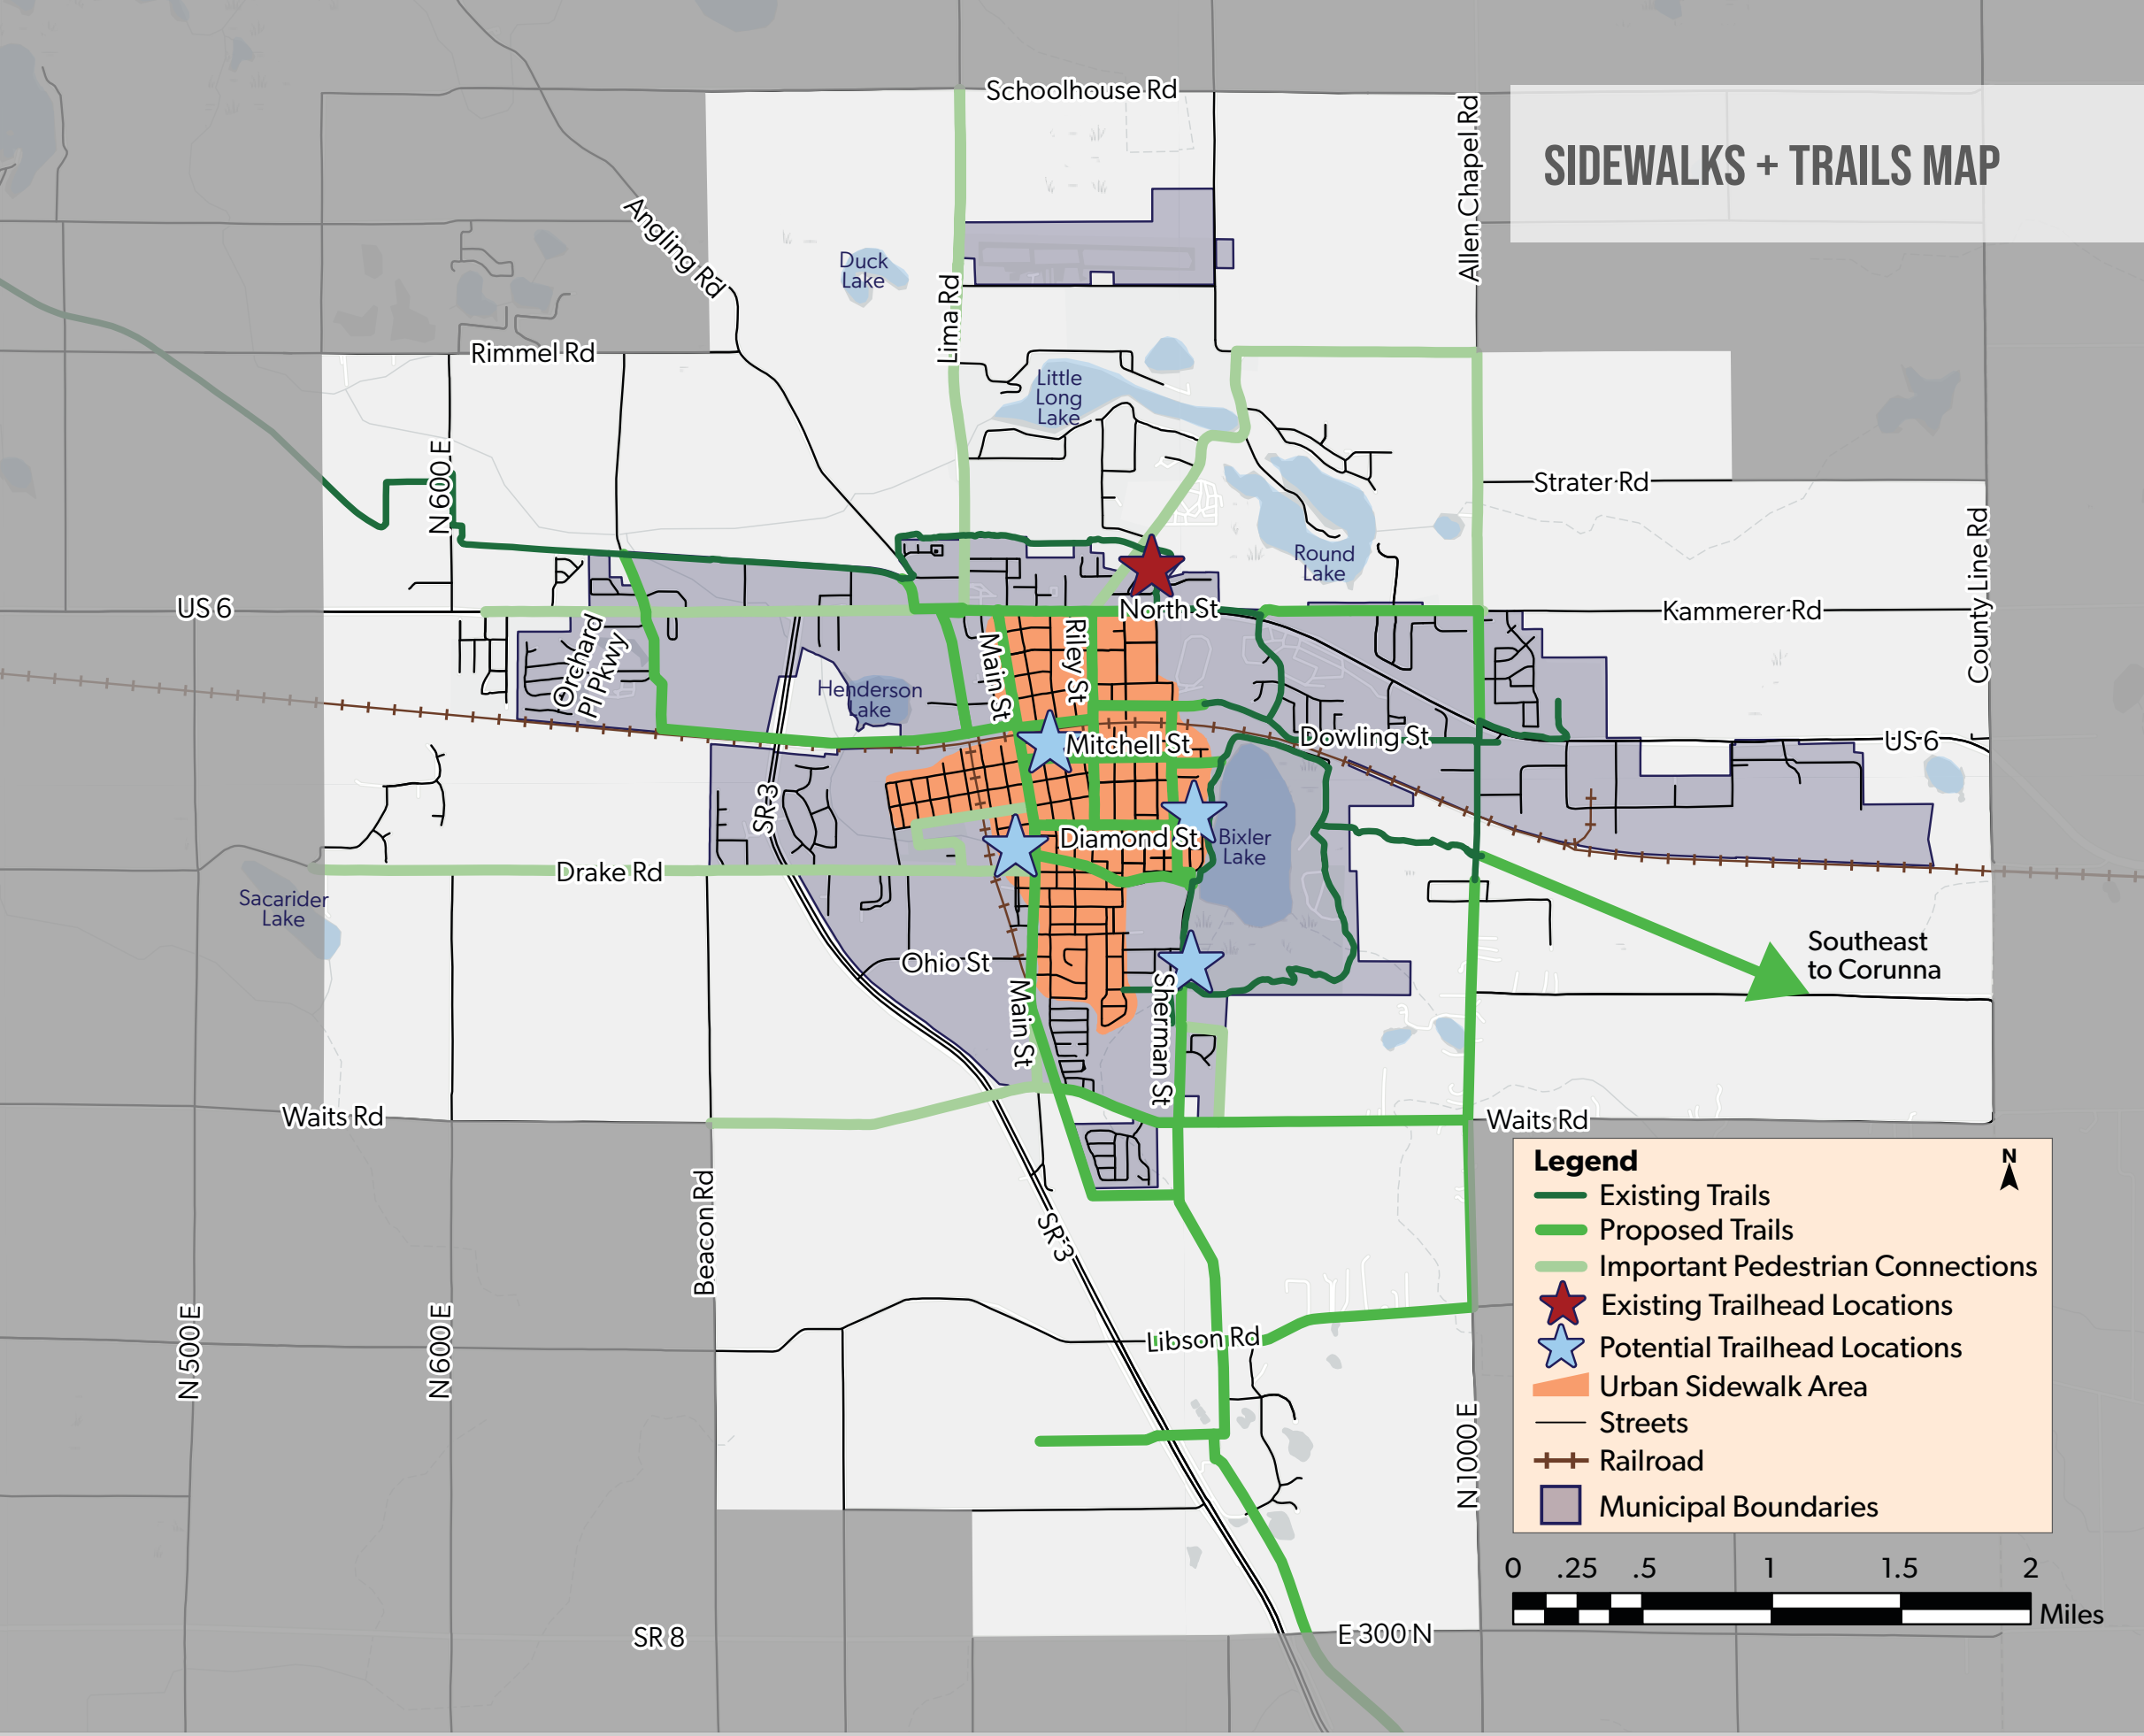 Schoolhouse Rd
Allen Chapel Rd
SIDEWALKS + TRAILS MAP
Angling Rd
Duck
Lake
Lima Rd
Rimmel Rd
Little
Long
Lake
N 600 E
Strater Rd
Round
Lake
County Line Rd
US 6
North St
Kammerer Rd
Orchard
Pl Pkwy
Main St
Riley St
Henderson
Lake
Mitchell St
Dowling St
US 6
SR-3
Diamond St
Bixler
Lake
Drake Rd
Sacarider
Lake
Ohio St
Southeast
to Corunna
Main St
Sherman St
Waits Rd
Waits Rd
Beacon Rd
SR 3
Libson Rd
N 500 E
N 600 E
N 1000 E
SR 8
E 300 N
Legend
N
Existing Trails
Proposed Trails
Important Pedestrian Connections
Existing Trailhead Locations
Potential Trailhead Locations
Urban Sidewalk Area
Streets
Railroad
Municipal Boundaries
0 .25 .5 1 1.5 2
Miles